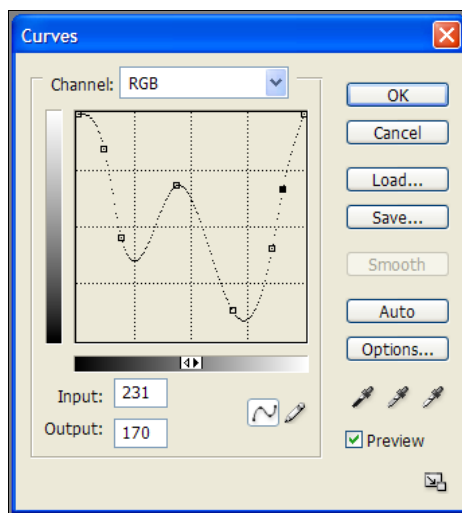 Curves
Channel: RGB
OK
Cancel
Load...
Save...
Smooth
Auto
Options...
Input: 231
Output: 170
Preview